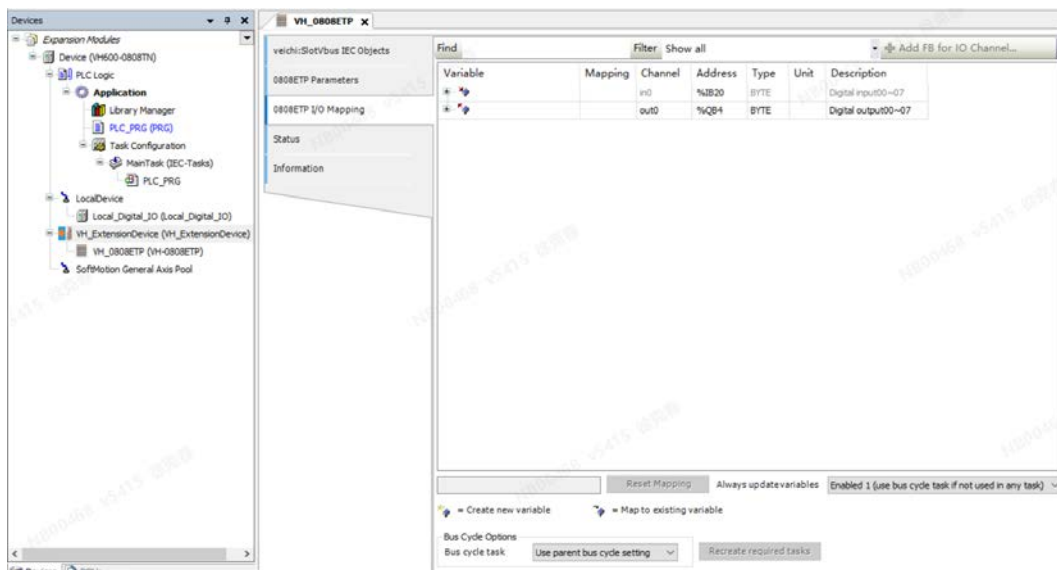 Devices
Expansion Modules
Device (VH600-0808TN)
PLC Logic
Application
Library Manager
PLC_PRG (PRG)
Task Configuration
MainTask (IEC-Tasks)
PLC_PRG
LocalDevice
Local_Digital_IO (Local_Digital_IO)
VH_ExtensionDevice (VH_ExtensionDevice)
VH_0808ETP (VH-0808ETP)
SoftMotion General Axis Pool
VH_0808ETP
veichi:SlotVbus IEC Objects
0808ETP Parameters
0808ETP I/O Mapping
Status
Information
Find Filter Show all Add FB for IO Channel...
Variable Mapping Channel Address Type Unit Description
in0 %IB20 BYTE Digital input00~07
out0 %QB4 BYTE Digital output00~07
Reset Mapping Always update variables Enabled 1 (use bus cycle task if not used in any task)
= Create new variable = Map to existing variable
Bus Cycle Options
Bus cycle task Use parent bus cycle setting Recreate required tasks